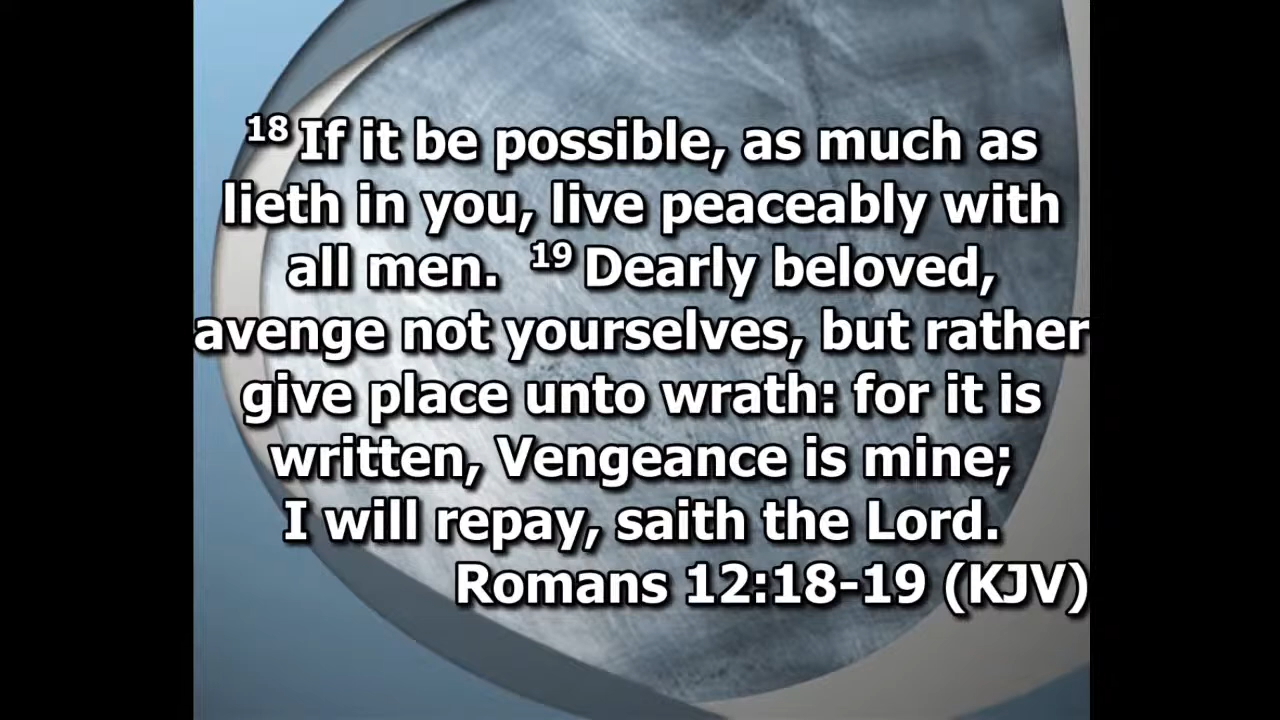 18 If it be possible, as much as
lieth in you, live peaceably with
all men. 19 Dearly beloved,
avenge not yourselves, but rather
give place unto wrath: for it is
written, Vengeance is mine;
I will repay, saith the Lord.
Romans 12:18-19 (KJV)